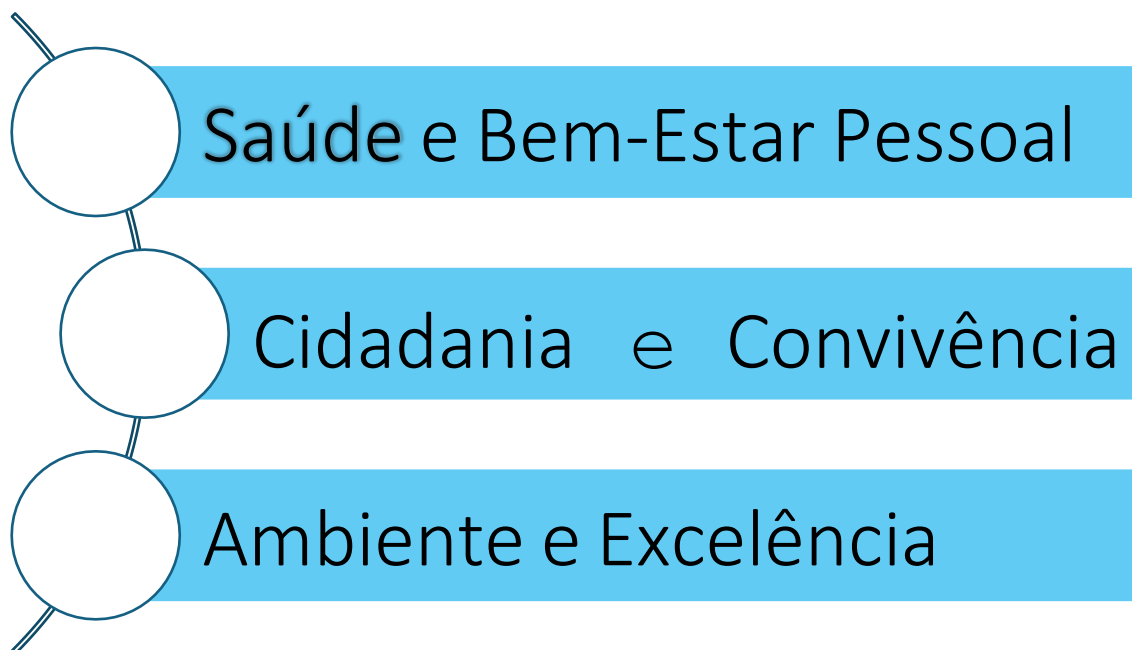 Saúde e Bem-Estar Pessoal
Cidadania e Convivência
Ambiente e Excelência